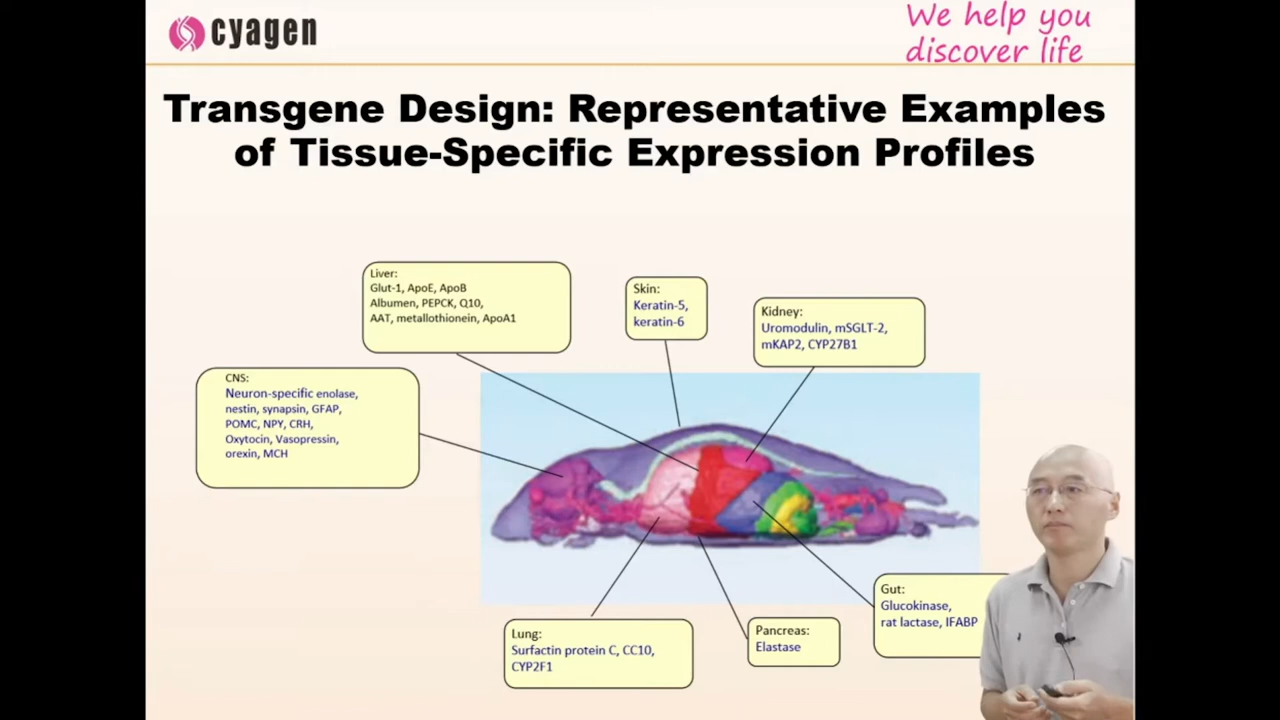 cyagen
We help you
discover life
Transgene Design: Representative Examples
of Tissue-Specific Expression Profiles
Liver:
Glut-1, ApoE, ApoB
Albumen, PEPCK, Q10,
AAT, metallothionein, ApoA1
Skin:
Keratin-5,
keratin-6
Kidney:
Uromodulin, mSGLT-2,
mKAP2, CYP27B1
CNS:
Neuron-specific enolase,
nestin, synapsin, GFAP,
POMC, NPY, CRH,
Oxytocin, Vasopressin,
orexin, MCH
Gut:
Glucokinase,
rat lactase, IFABP
Lung:
Surfactin protein C, CC10,
CYP2F1
Pancreas:
Elastase